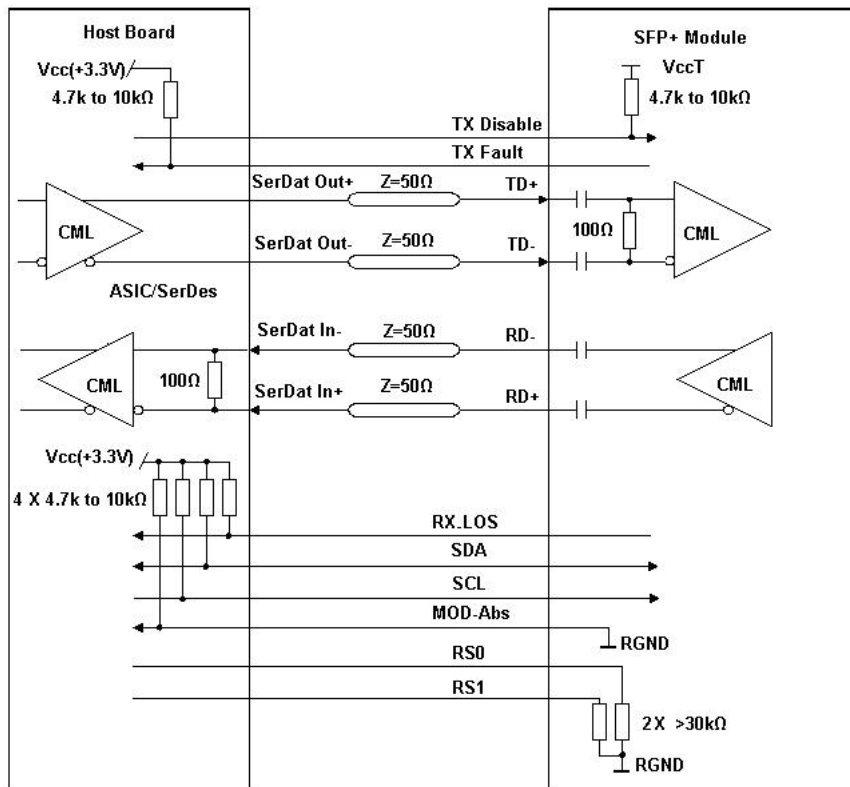 Host Board
SFP+ Module
Vcc(+3.3V)
4.7k to 10kΩ
VccT
4.7k to 10kΩ
TX Disable
TX Fault
SerDat Out+
Z=50Ω
TD+
CML
100Ω
CML
SerDat Out-
Z=50Ω
TD-
ASIC/SerDes
SerDat In-
Z=50Ω
RD-
CML
100Ω
CML
SerDat In+
Z=50Ω
RD+
Vcc(+3.3V)
4 X 4.7k to 10kΩ
RX.LOS
SDA
SCL
MOD-Abs
RGND
RS0
RS1
2X >30kΩ
RGND